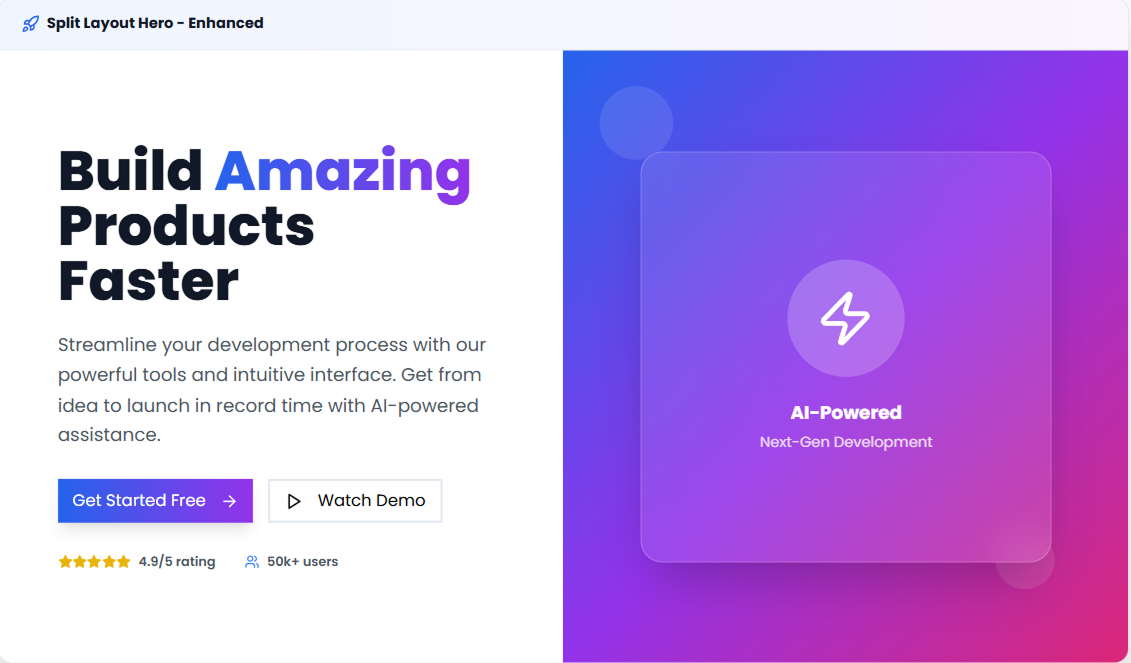 Split Layout Hero - Enhanced
Build Amazing
Products
Faster
Streamline your development process with our
powerful tools and intuitive interface. Get from
idea to launch in record time with AI-powered
assistance.
Get Started Free
Watch Demo
4.9/5 rating
50k+ users
AI-Powered
Next-Gen Development